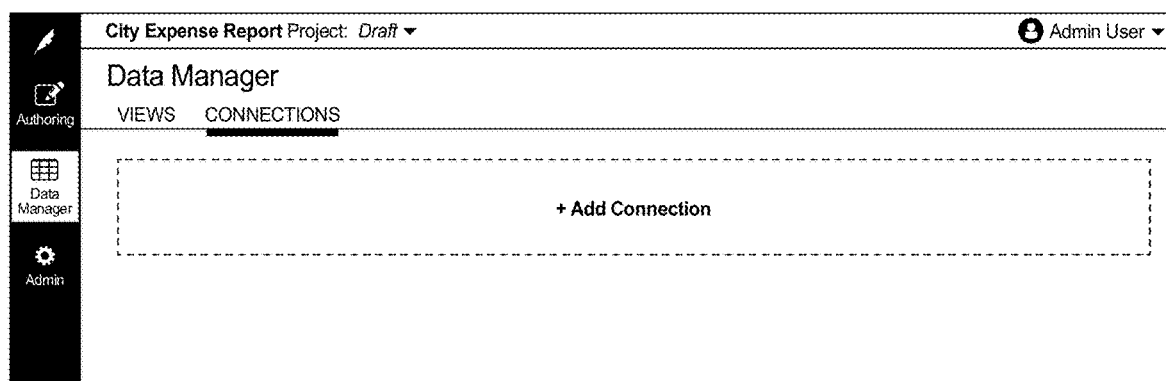 City Expense Report Project: Draft
Admin User
Authoring
Data Manager
VIEWS CONNECTIONS
Data
Manager
+ Add Connection
Admin